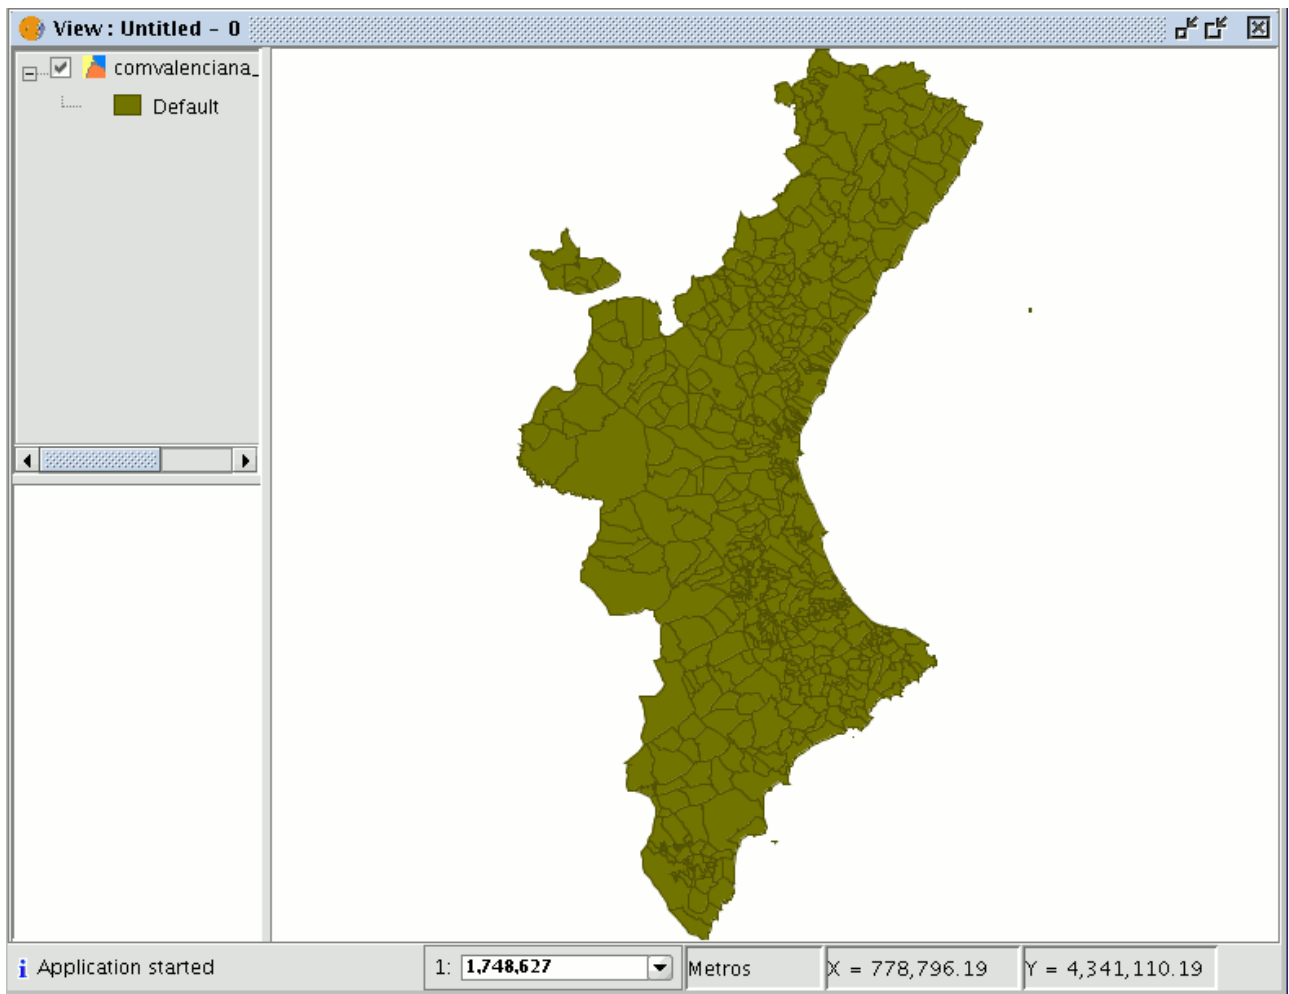 View : Untitled - 0
comvalenciana_
Default
Application started
1: 1,748,627
Metros
X = 778,796.19
Y = 4,341,110.19